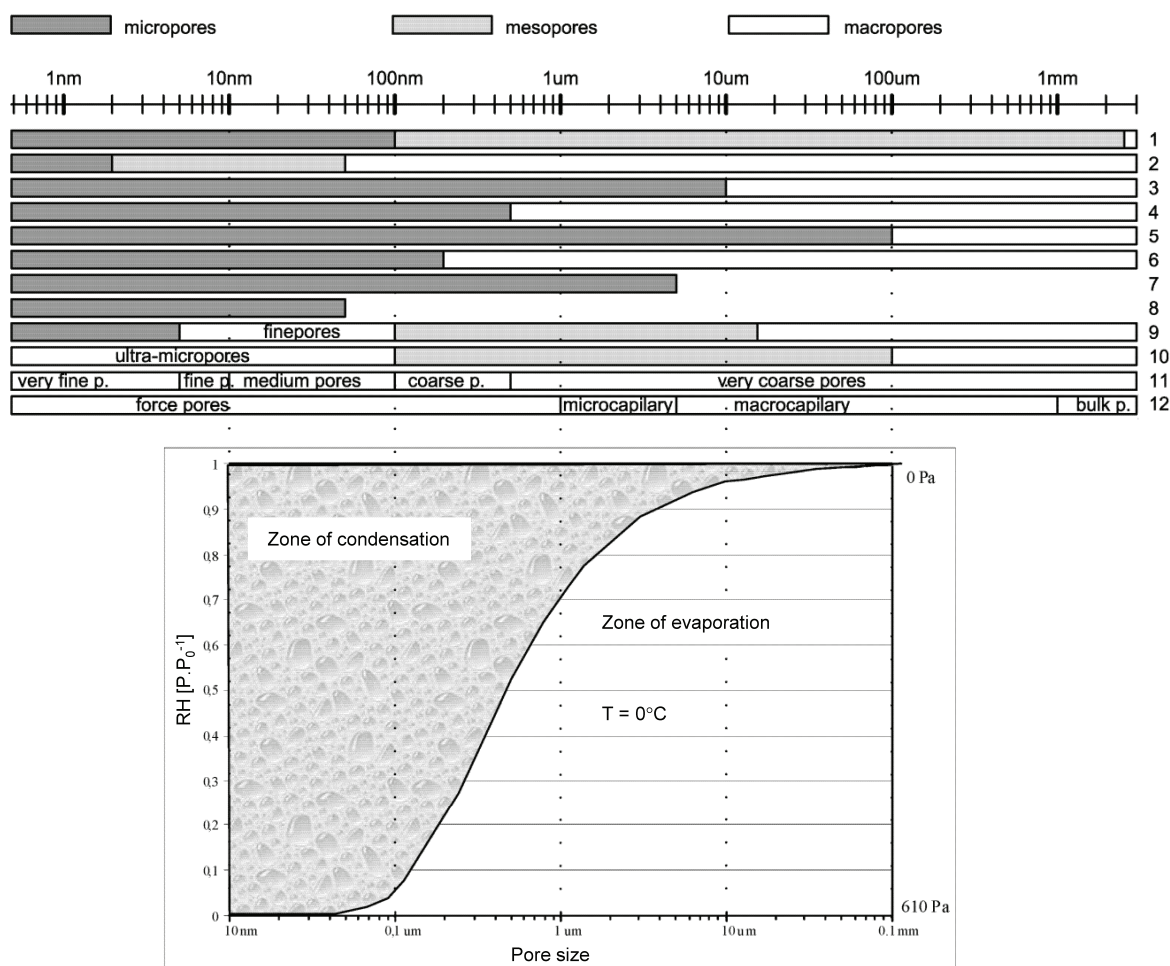 micropores mesopores macropores
1nm 10nm 100nm 1um 10um 100um 1mm
1
2
3
4
5
6
7
8
finepores 9
ultra-micropores 10
very fine p. fine p. medium pores coarse p. very coarse pores 11
force pores microcapilary macrocapilary bulk p. 12
1 0 Pa
0,9
Zone of condensation
0,8
0,7
Zone of evaporation
0,6
RH [P.P0-1]
0,5
T = 0°C
0,4
0,3
0,2
0,1
0 610 Pa
10nm 0,1 um 1 um 10um 0.1 mm
Pore size